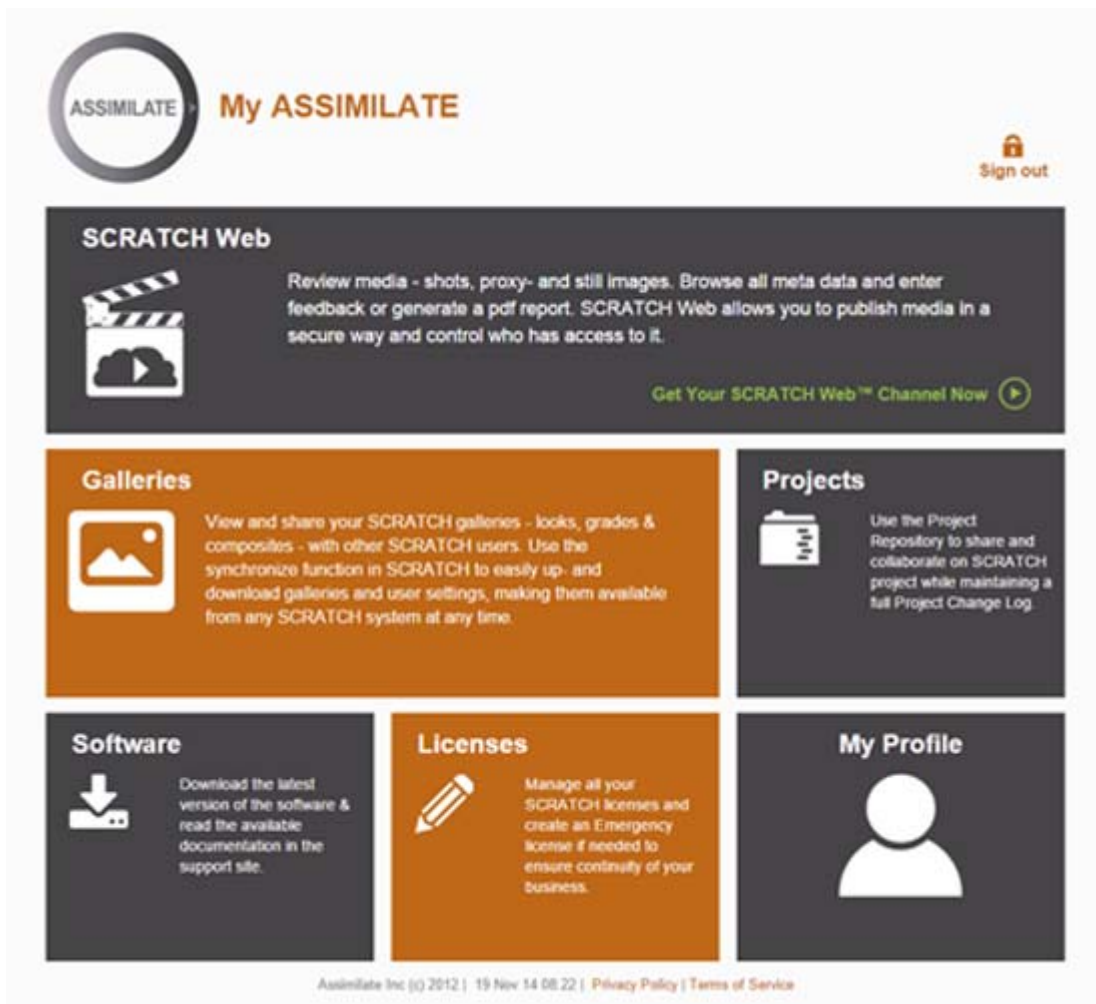 ASSIMILATE
My ASSIMILATE
Sign out
SCRATCH Web
Review media - shots, proxy- and still images. Browse all meta data and enter
feedback or generate a pdf report. SCRATCH Web allows you to publish media in a
secure way and control who has access to it.
Get Your SCRATCH Web™ Channel Now
Galleries
View and share your SCRATCH galleries - looks, grades &
composites - with other SCRATCH users. Use the
synchronize function in SCRATCH to easily up- and
download galleries and user settings, making them available
from any SCRATCH system at any time.
Projects
Use the Project
Repository to share and
collaborate on SCRATCH
project while maintaining a
full Project Change Log.
Software
Download the latest
version of the software &
read the available
documentation in the
support site.
Licenses
Manage all your
SCRATCH licenses and
create an Emergency
license if needed to
ensure continuity of your
business.
My Profile
Assimilate Inc (c) 2012 | 19 Nov 14 08.22 | Privacy Policy | Terms of Service